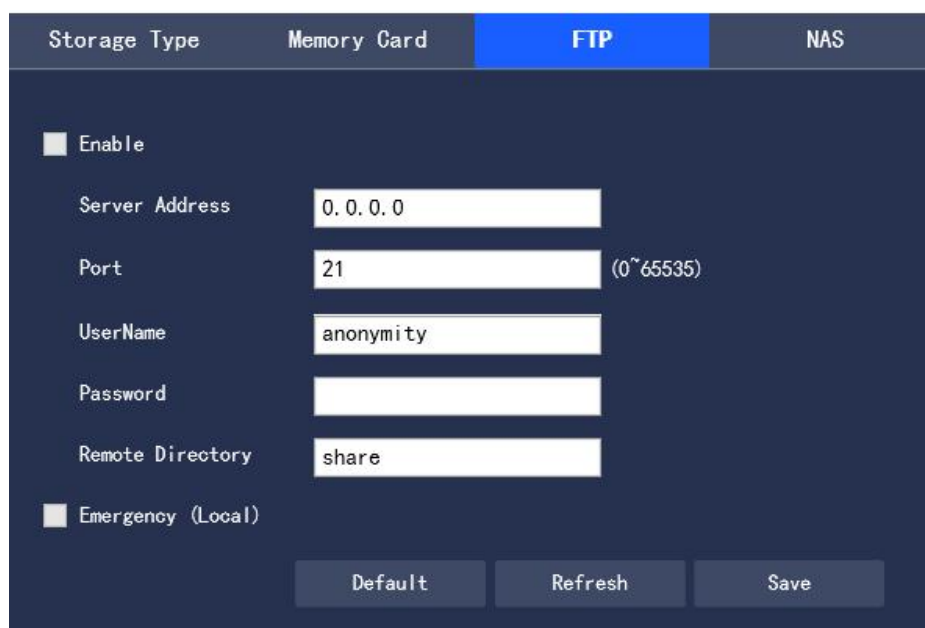 Storage Type Memory Card FTP NAS
Enable
Server Address 0.0.0.0
Port 21 (0~65535)
UserName anonymity
Password
Remote Directory share
Emergency (Local)
Default Refresh Save